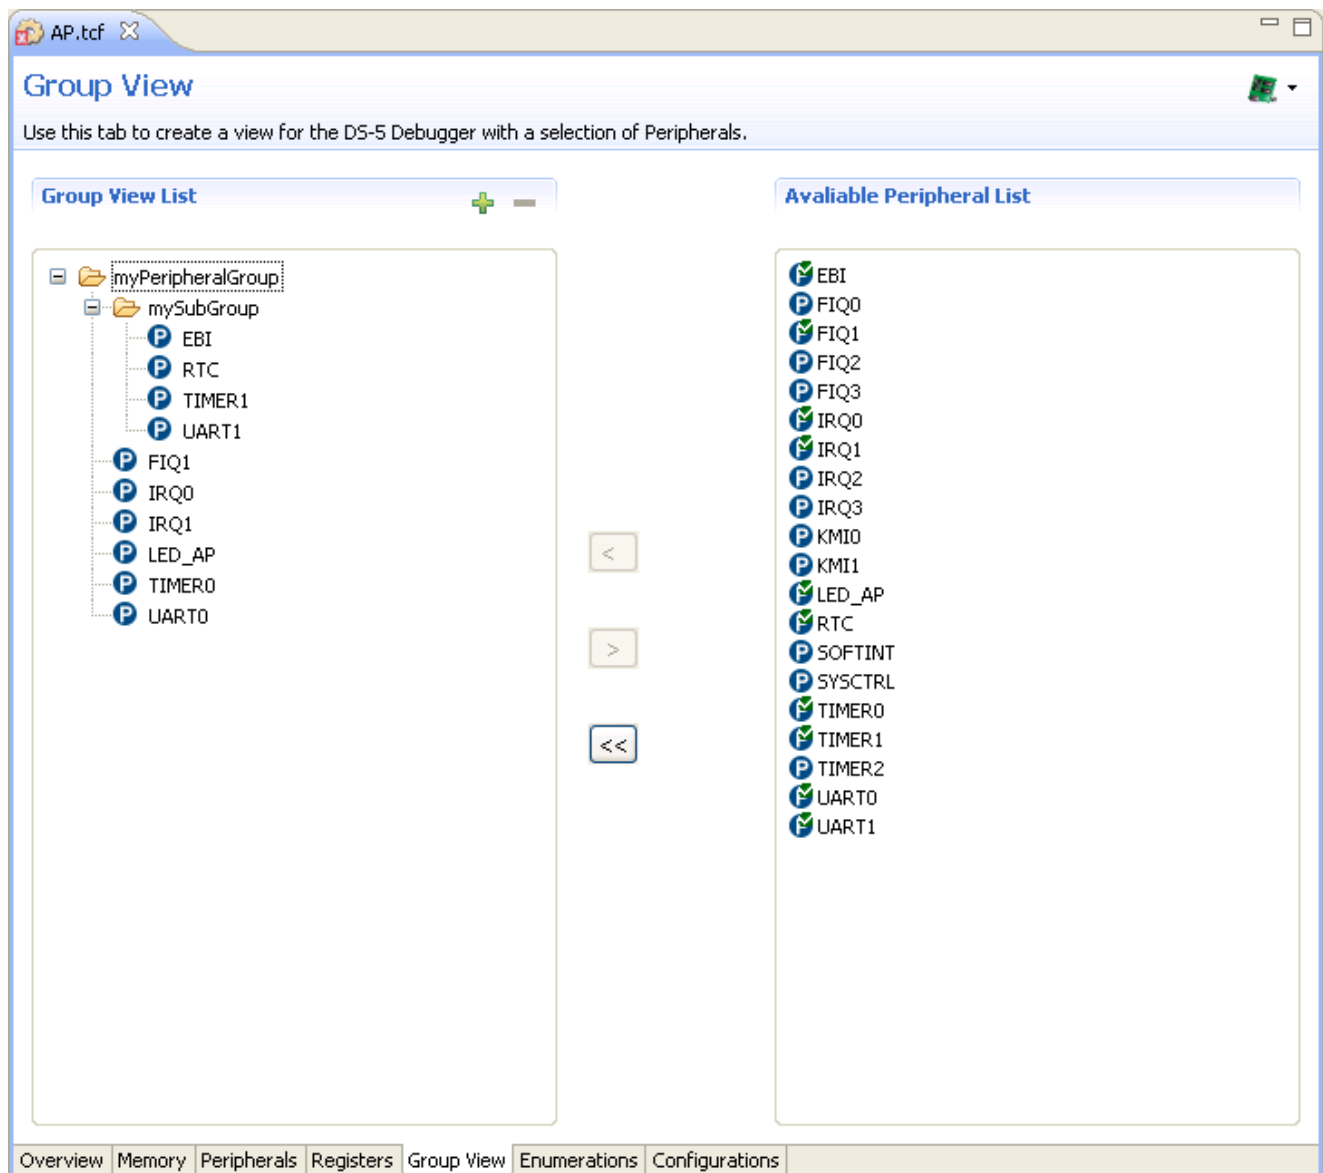 AP.tcf
Group View
Use this tab to create a view for the DS-5 Debugger with a selection of Peripherals.
Group View List
myPeripheralGroup
mySubGroup
EBI
RTC
TIMER1
UART1
FIQ1
IRQ0
IRQ1
LED_AP
TIMER0
UART0
<
>
<<
Avaliable Peripheral List
EBI
FIQ0
FIQ1
FIQ2
FIQ3
IRQ0
IRQ1
IRQ2
IRQ3
KMI0
KMI1
LED_AP
RTC
SOFTINT
SYSCTRL
TIMER0
TIMER1
TIMER2
UART0
UART1
Overview Memory Peripherals Registers Group View Enumerations Configurations